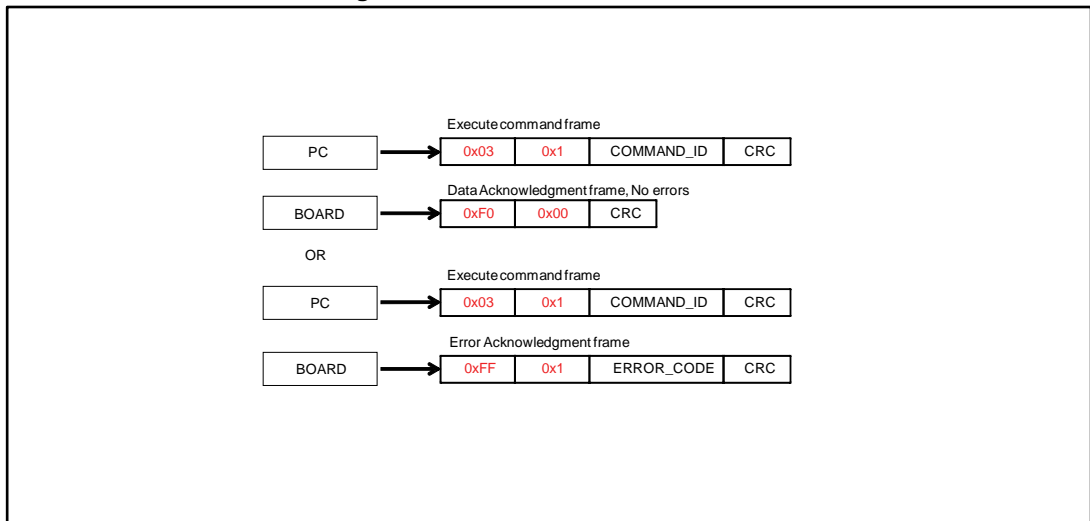 Execute command frame
PC 0x03 0x1 COMMAND_ID CRC
Data Acknowledgment frame, No errors
BOARD 0xF0 0x00 CRC
OR
Execute command frame
PC 0x03 0x1 COMMAND_ID CRC
Error Acknowledgment frame
BOARD 0xFF 0x1 ERROR_CODE CRC